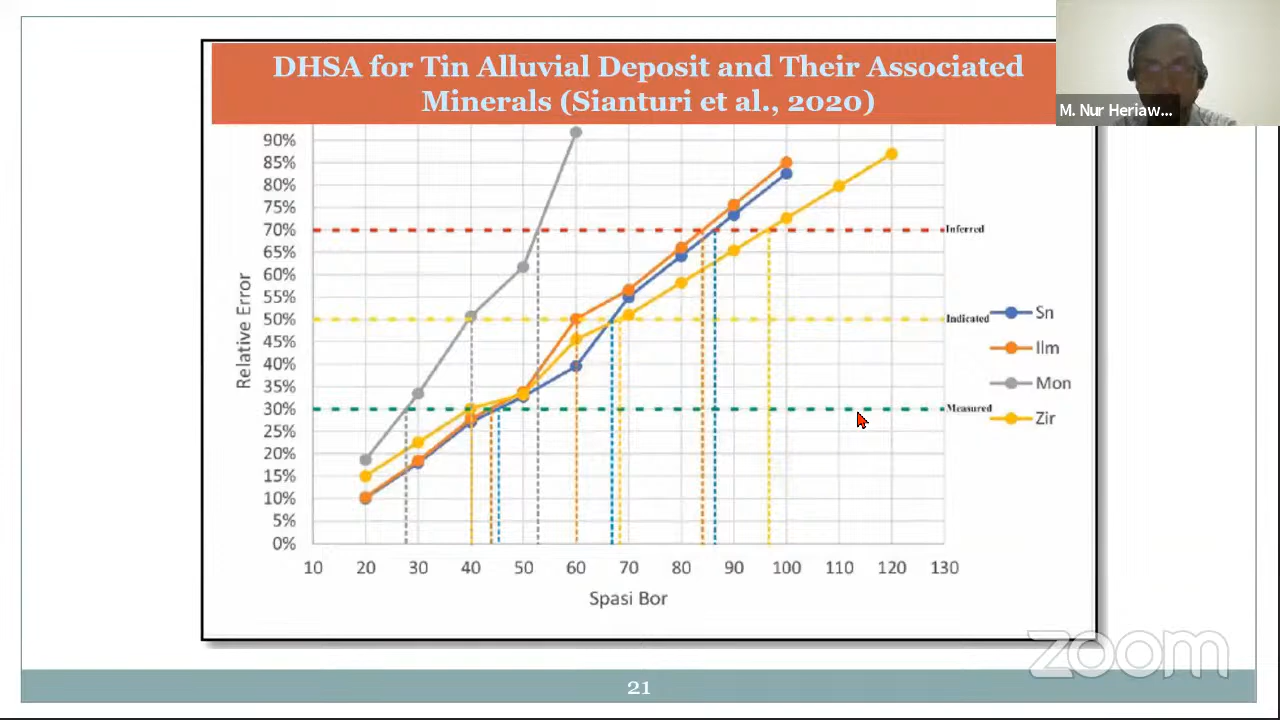 DHSA for Tin Alluvial Deposit and Their Associated
Minerals (Sianturi et al., 2020)
M. Nur Heriaw...
90%
85%
80%
75%
70%
65%
60%
55%
50%
45%
40%
35%
30%
25%
20%
15%
10%
5%
0%
Relative Error
Inferred
Indicated
Measured
Sn
Ilm
Mon
Zir
10 20 30 40 50 60 70 80 90 100 110 120 130
Spasi Bor
zoom
21